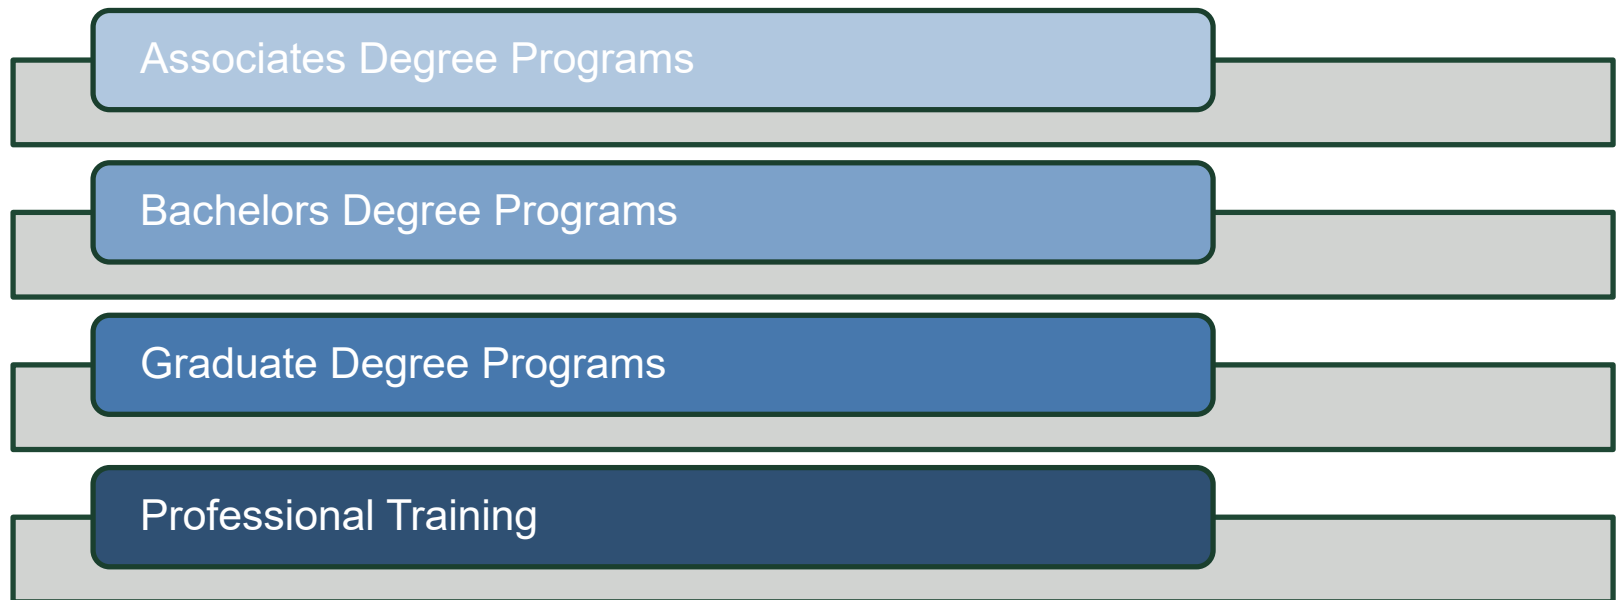 Associates Degree Programs
Bachelors Degree Programs
Graduate Degree Programs
Professional Training